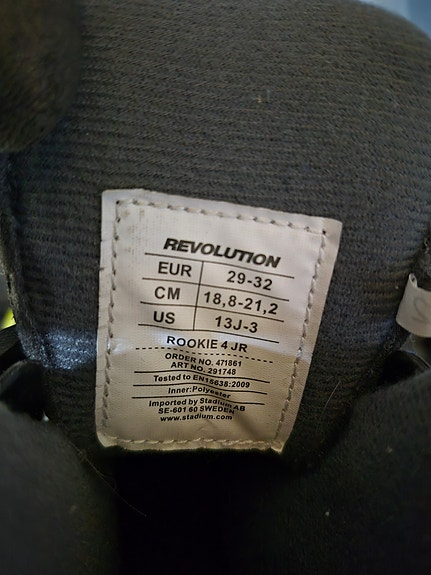 REVOLUTION
EUR 29-32
CM 18,8-21,2
US 13J-3
ROOKIE 4 JR
ORDER NO. 471861
ART NO. 291748
Tested to EN15638:2009
Inner:Polyester
Imported by Stadium AB
SE-601 60 SWEDEN
www.stadium.com